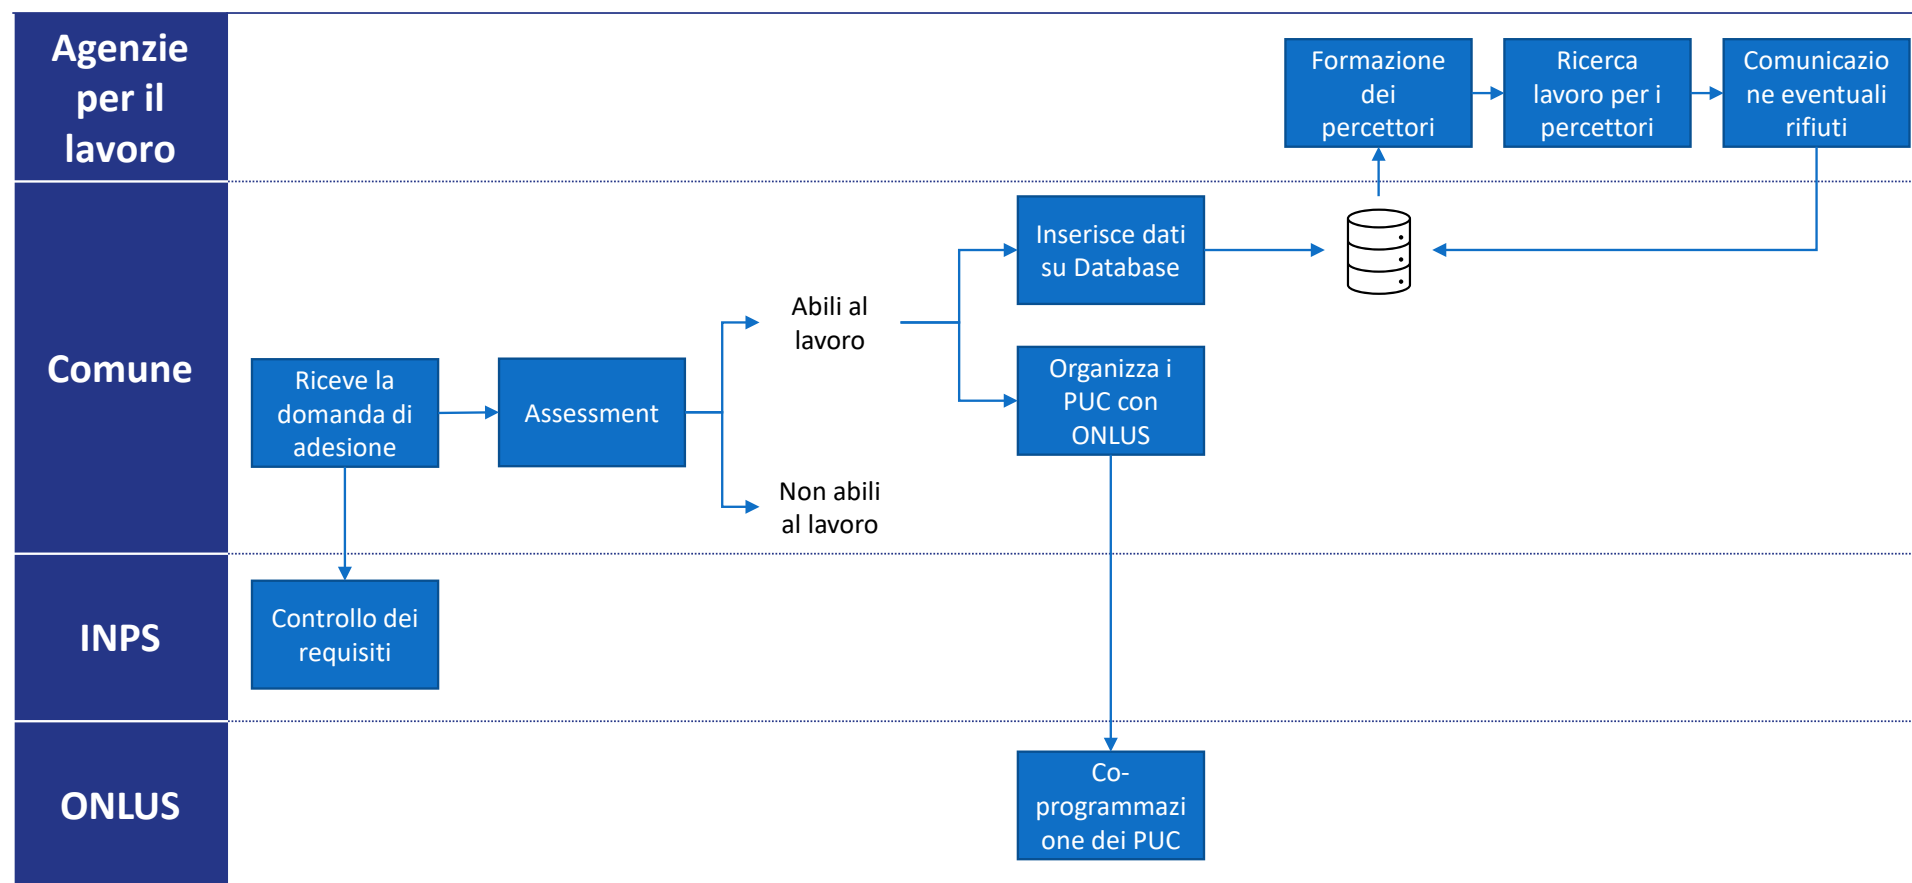 Agenzie
per il
lavoro
Formazione
dei
percettori
Ricerca
lavoro per i
percettori
Comunicazio
ne eventuali
rifiuti
Comune
Riceve la
domanda di
adesione
Assessment
Abili al
lavoro
Non abili
al lavoro
Inserisce dati
su Database
Organizza i
PUC con
ONLUS
INPS
Controllo dei
requisiti
ONLUS
Co-
programmazi
one dei PUC